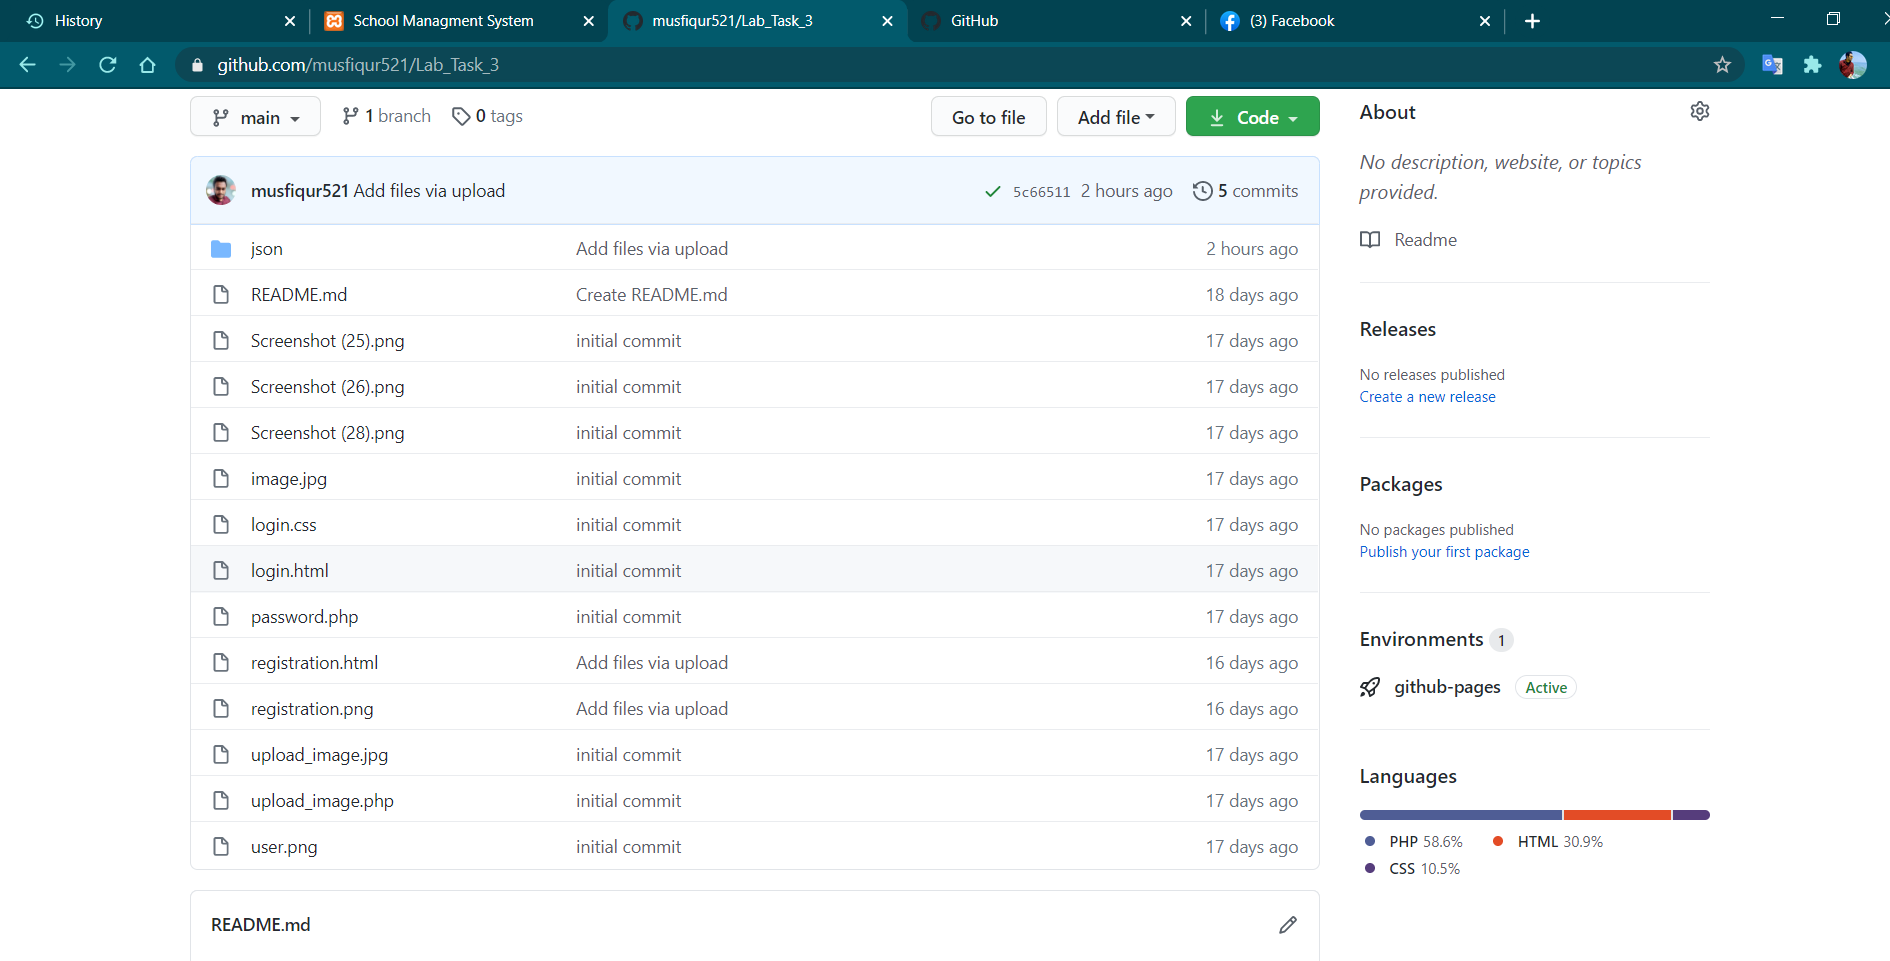 History
School Managment System
musfiqur521/Lab_Task_3
GitHub
(3) Facebook
github.com/musfiqur521/Lab_Task_3
main
1 branch
0 tags
Go to file
Add file
Code
musfiqur521 Add files via upload
5c66511 2 hours ago
5 commits
json Add files via upload 2 hours ago
README.md Create README.md 18 days ago
Screenshot (25).png initial commit 17 days ago
Screenshot (26).png initial commit 17 days ago
Screenshot (28).png initial commit 17 days ago
image.jpg initial commit 17 days ago
login.css initial commit 17 days ago
login.html initial commit 17 days ago
password.php initial commit 17 days ago
registration.html Add files via upload 16 days ago
registration.png Add files via upload 16 days ago
upload_image.jpg initial commit 17 days ago
upload_image.php initial commit 17 days ago
user.png initial commit 17 days ago
README.md
About
No description, website, or topics
provided.
Readme
Releases
No releases published
Create a new release
Packages
No packages published
Publish your first package
Environments 1
github-pages Active
Languages
PHP 58.6% HTML 30.9%
CSS 10.5%